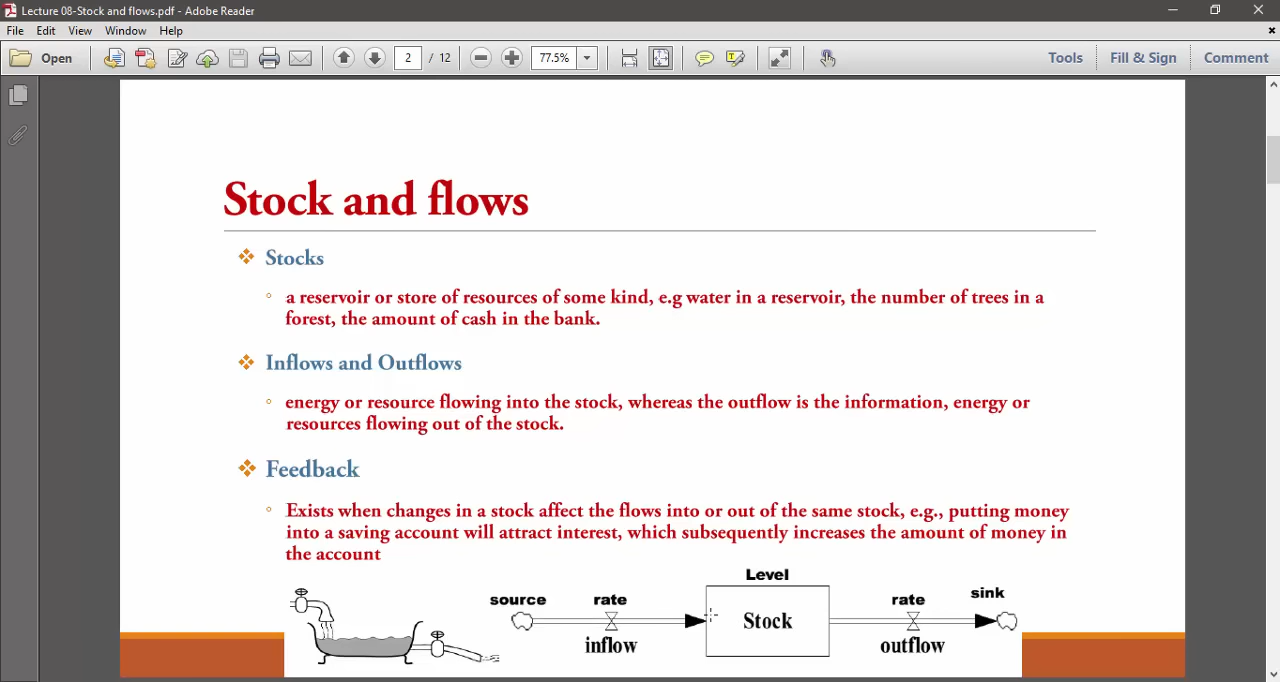 Lecture 08-Stock and flows.pdf - Adobe Reader
File Edit View Window Help
Open 2 / 12 77.5% Tools Fill & Sign Comment
Stock and flows
Stocks
a reservoir or store of resources of some kind, e.g water in a reservoir, the number of trees in a
forest, the amount of cash in the bank.
Inflows and Outflows
energy or resource flowing into the stock, whereas the outflow is the information, energy or
resources flowing out of the stock.
Feedback
Exists when changes in a stock affect the flows into or out of the same stock, e.g., putting money
into a saving account will attract interest, which subsequently increases the amount of money in
the account
Level
source rate rate sink
Stock
inflow outflow